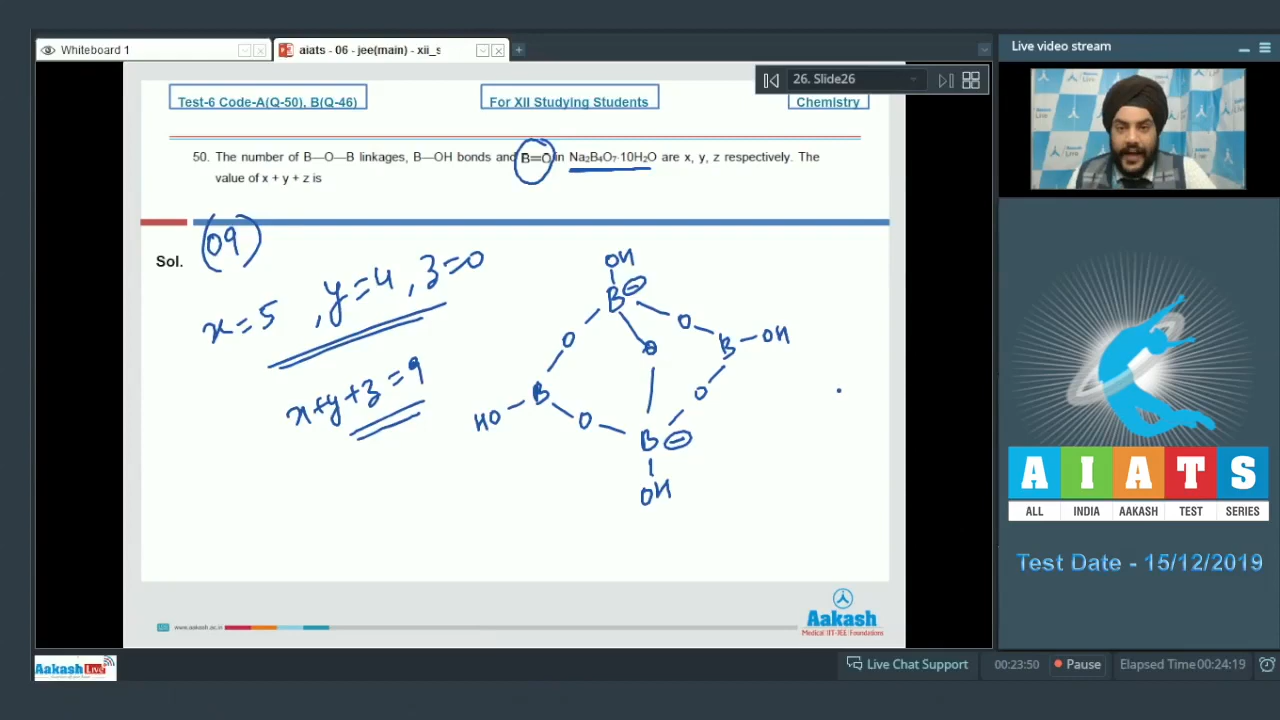 Whiteboard 1
aiats - 06 - jee(main) - xii_s
Live video stream
26. Slide26
Test-6 Code-A(Q-50), B(Q-46)
For XII Studying Students
Chemistry
50. The number of B—O—B linkages, B—OH bonds and B=O in Na₂B₄O₇·10H₂O are x, y, z respectively. The
value of x + y + z is
Sol.
(09)
x = 5 , y = 4 , z = 0
x + y + z = 9
OH
B ⊖
O
O
O
B — OH
B
O
HO
O
B ⊖
OH
www.aakash.ac.in
Aakash
Medical|IIT-JEE|Foundations
A I A T S
ALL INDIA AAKASH TEST SERIES
Test Date - 15/12/2019
Aakash Live
Live Chat Support
00:23:50
Pause
Elapsed Time 00:24:19